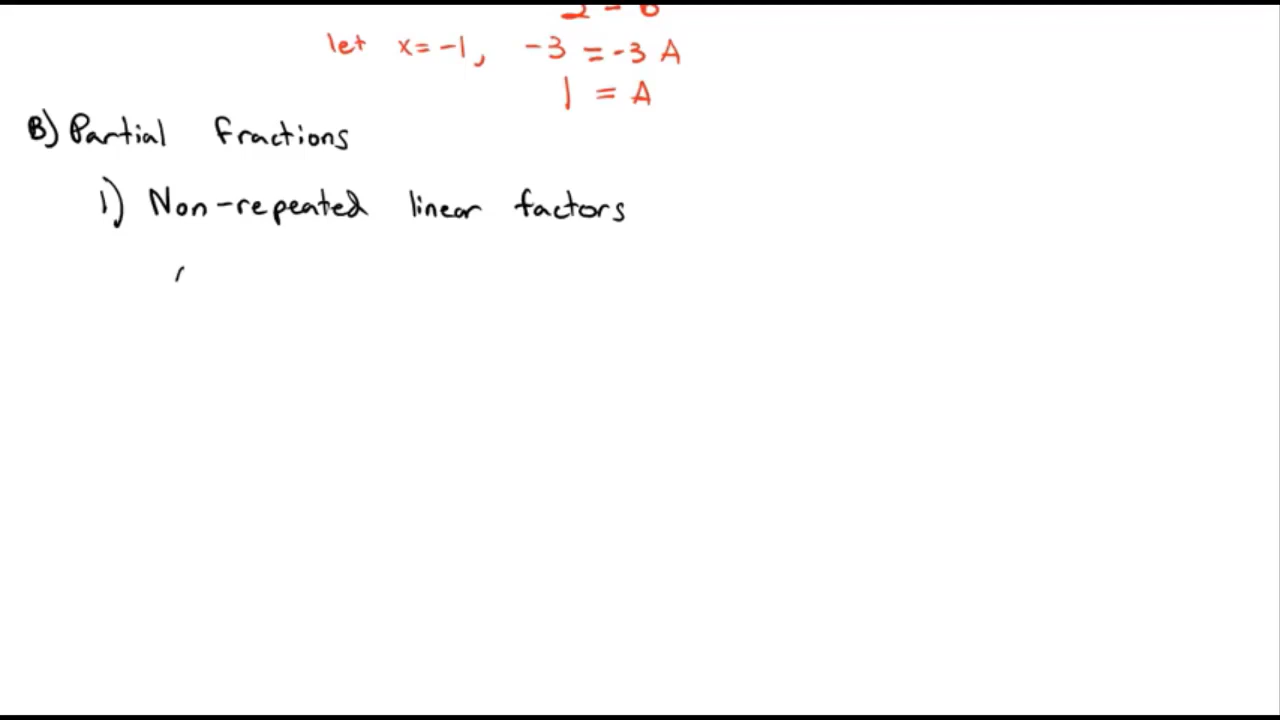 let x = -1, -3 = -3 A
1 = A
B) Partial fractions
1) Non-repeated linear factors